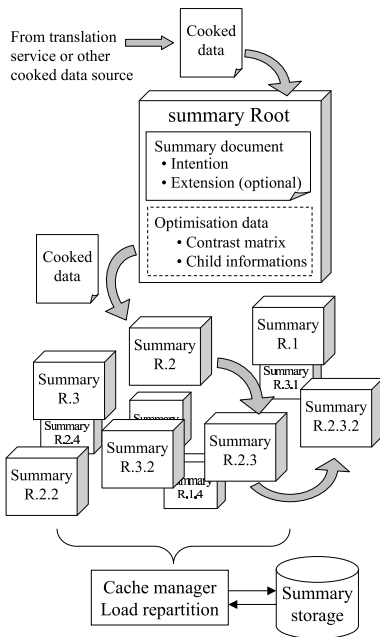 From translation
service or other
cooked data source
Cooked
data
summary Root
Summary document
• Intention
• Extension (optional)
Optimisation data
• Contrast matrix
• Child informations
Cooked
data
Summary
R.2
Summary
R.1
Summary
R.3.1
Summary
R.3
Summary
R.2.4
Summary
Summary
R.3.2
Summary
R.2.3
Summary
R.2.3.2
Summary
R.2.2
Summary
R.1.4
Cache manager
Load repartition
Summary
storage